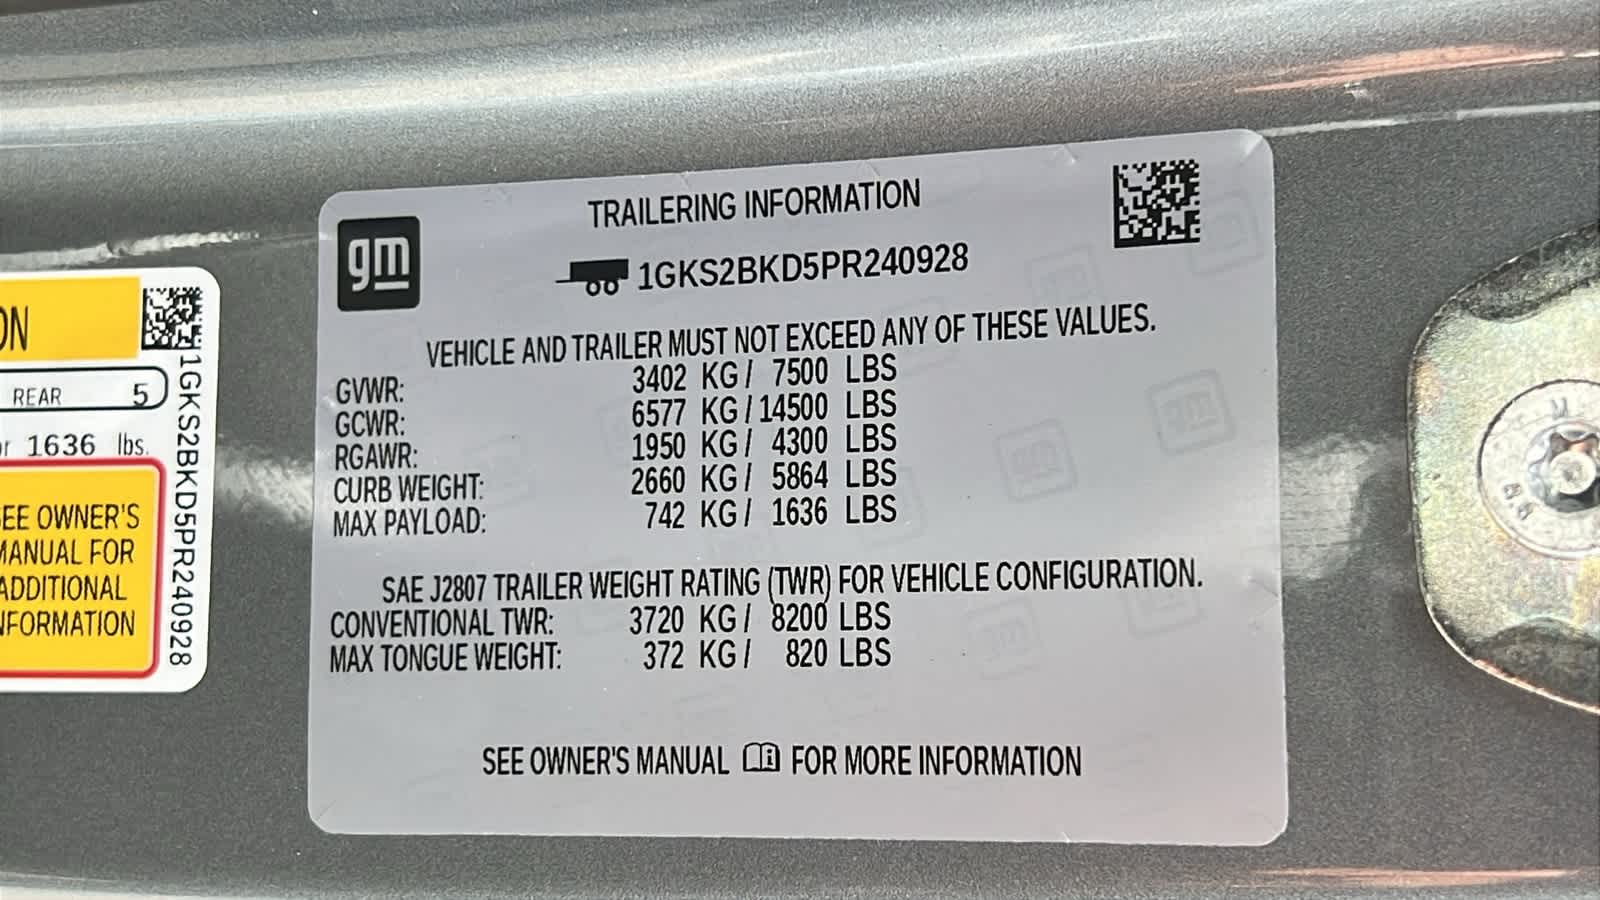 gm
TRAILERING INFORMATION
1GKS2BKD5PR240928
VEHICLE AND TRAILER MUST NOT EXCEED ANY OF THESE VALUES.
GVWR: 3402 KG / 7500 LBS
GCWR: 6577 KG / 14500 LBS
RGAWR: 1950 KG / 4300 LBS
CURB WEIGHT: 2660 KG / 5864 LBS
MAX PAYLOAD: 742 KG / 1636 LBS
SAE J2807 TRAILER WEIGHT RATING (TWR) FOR VEHICLE CONFIGURATION.
CONVENTIONAL TWR: 3720 KG / 8200 LBS
MAX TONGUE WEIGHT: 372 KG / 820 LBS
SEE OWNER'S MANUAL FOR MORE INFORMATION
ON
REAR 5
r 1636 lbs.
SEE OWNER'S
MANUAL FOR
ADDITIONAL
INFORMATION
1GKS2BKD5PR240928